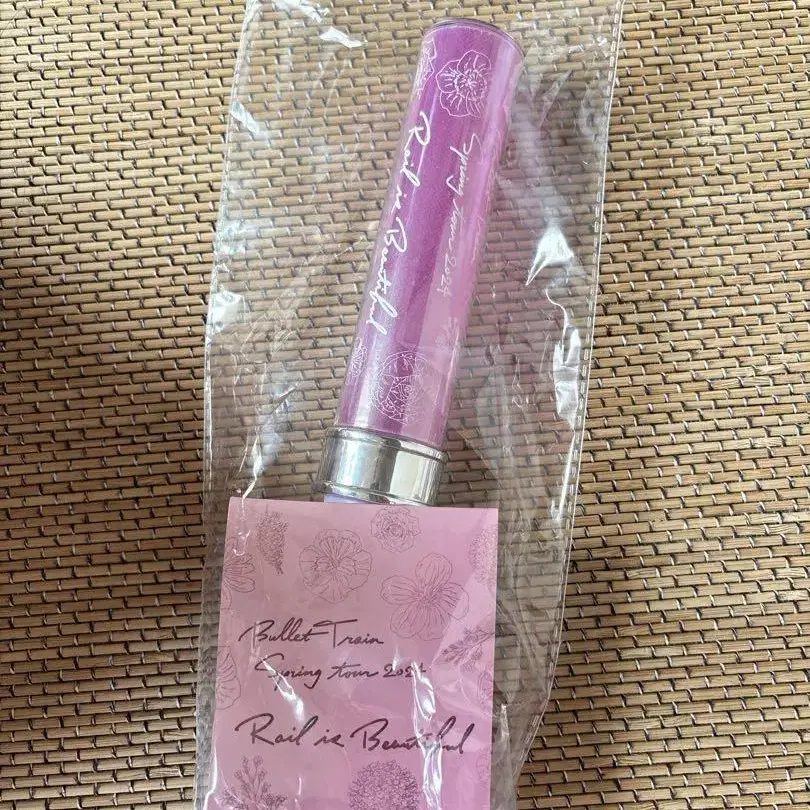 Rail is Beautiful
Spring tour 2024
Bullet Train
Spring tour 2024
Rail is Beautiful